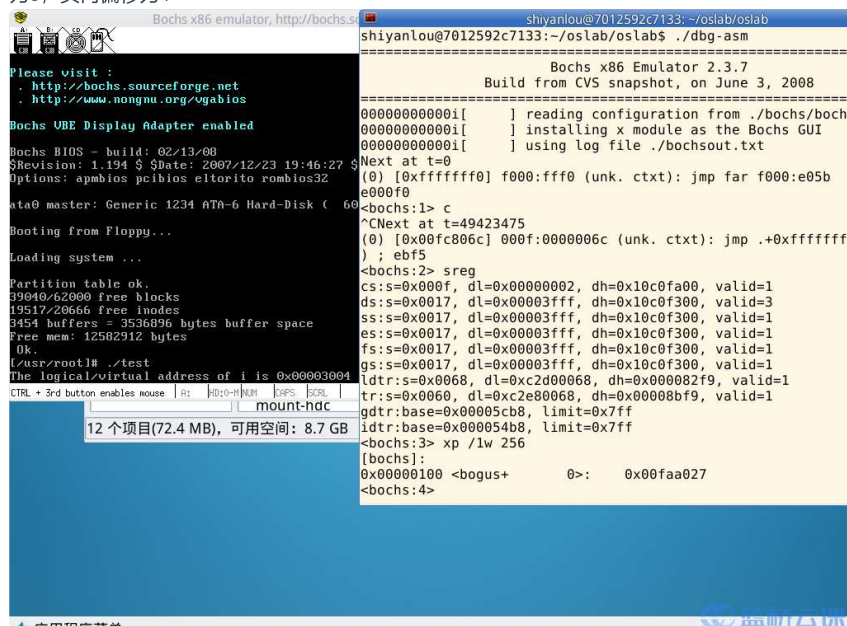 Bochs x86 emulator, http://bochs.sc
Please visit :
. http://bochs.sourceforge.net
. http://www.nongnu.org/vgabios
Bochs VBE Display Adapter enabled
Bochs BIOS - build: 02/13/08
$Revision: 1.194 $ $Date: 2007/12/23 19:46:27 $
Options: apmbios pcibios eltorito rombios32
ata0 master: Generic 1234 ATA-6 Hard-Disk ( 60
Booting from Floppy...
Loading system ...
Partition table ok.
39040/62000 free blocks
19517/20666 free inodes
3454 buffers = 3536896 bytes buffer space
Free mem: 12582912 bytes
Ok.
[/usr/root]# ./test
The logical/virtual address of i is 0x00003004
CTRL + 3rd button enables mouse A: HD:0-M NUM CAPS SCRL
mount-hdc
12 个项目(72.4 MB)，可用空间：8.7 GB
shiyanlou@7012592c7133: ~/oslab/oslab
shiyanlou@7012592c7133:~/oslab/oslab$ ./dbg-asm
========================================================
Bochs x86 Emulator 2.3.7
Build from CVS snapshot, on June 3, 2008
========================================================
00000000000i[ ] reading configuration from ./bochs/boch
00000000000i[ ] installing x module as the Bochs GUI
00000000000i[ ] using log file ./bochsout.txt
Next at t=0
(0) [0xfffffff0] f000:fff0 (unk. ctxt): jmp far f000:e05b
e000f0
<bochs:1> c
^CNext at t=49423475
(0) [0x00fc806c] 000f:0000006c (unk. ctxt): jmp .+0xfffffff
) ; ebf5
<bochs:2> sreg
cs:s=0x000f, dl=0x00000002, dh=0x10c0fa00, valid=1
ds:s=0x0017, dl=0x00003fff, dh=0x10c0f300, valid=3
ss:s=0x0017, dl=0x00003fff, dh=0x10c0f300, valid=1
es:s=0x0017, dl=0x00003fff, dh=0x10c0f300, valid=1
fs:s=0x0017, dl=0x00003fff, dh=0x10c0f300, valid=1
gs:s=0x0017, dl=0x00003fff, dh=0x10c0f300, valid=1
ldtr:s=0x0068, dl=0xc2d00068, dh=0x000082f9, valid=1
tr:s=0x0060, dl=0xc2e80068, dh=0x00008bf9, valid=1
gdtr:base=0x00005cb8, limit=0x7ff
idtr:base=0x000054b8, limit=0x7ff
<bochs:3> xp /1w 256
[bochs]:
0x00000100 <bogus+ 0>: 0x00faa027
<bochs:4>